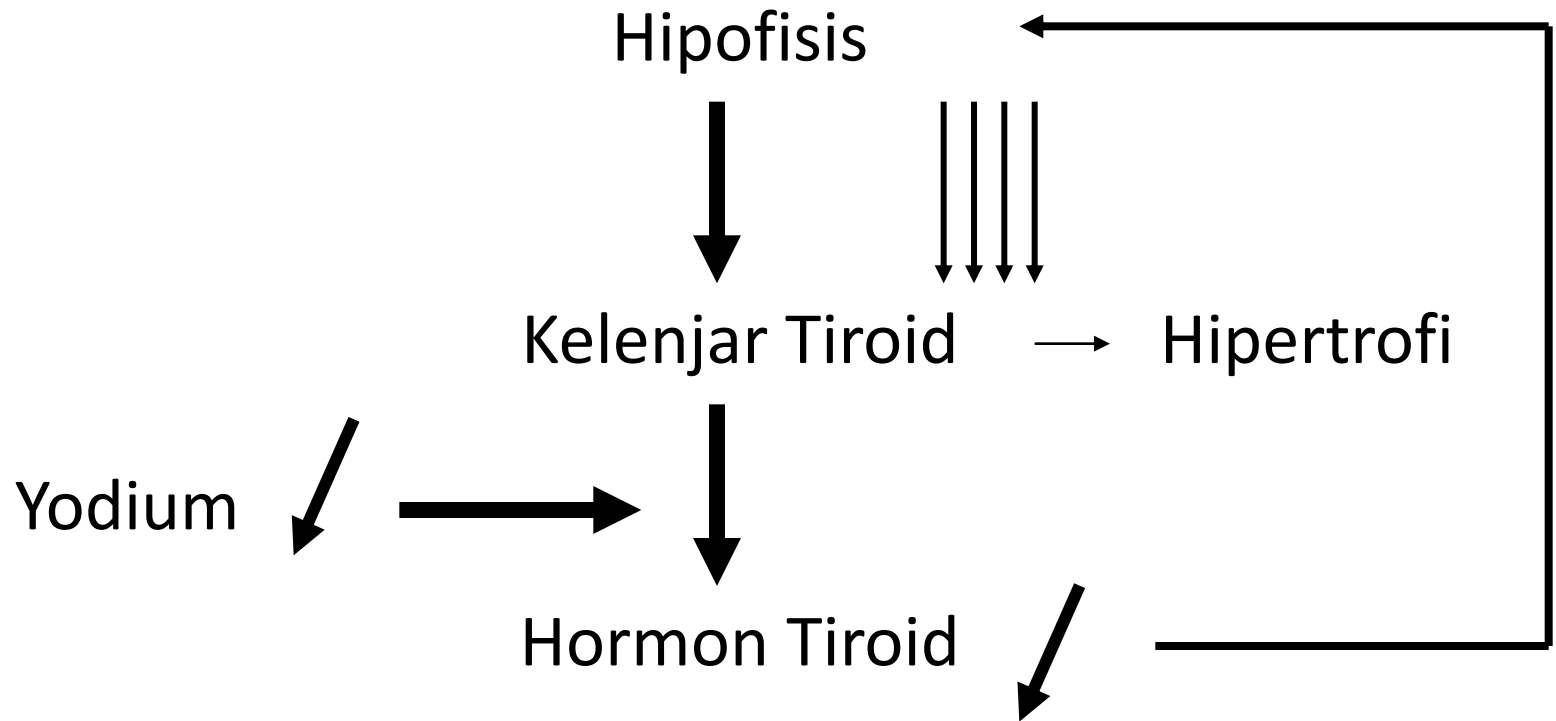 Hipofisis
Kelenjar Tiroid
Hipertrofi
Yodium
Hormon Tiroid